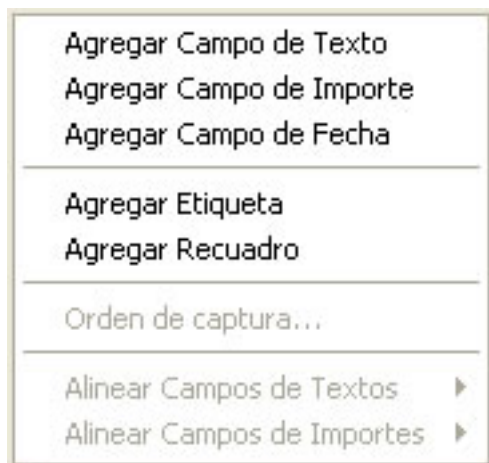 Agregar Campo de Texto
Agregar Campo de Importe
Agregar Campo de Fecha
Agregar Etiqueta
Agregar Recuadro
Orden de captura...
Alinear Campos de Textos
Alinear Campos de Importes